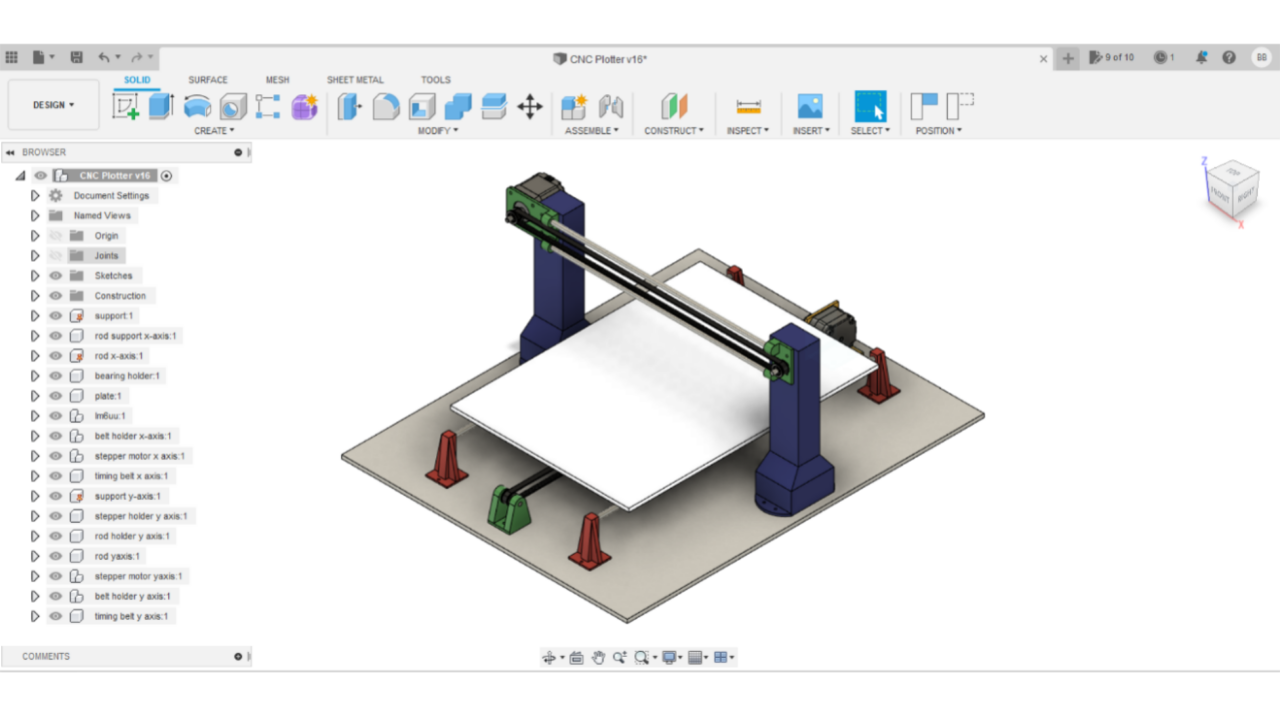 CNC Plotter v16*
9 of 10
1
BB
SOLID
SURFACE
MESH
SHEET METAL
TOOLS
DESIGN
CREATE
MODIFY
ASSEMBLE
CONSTRUCT
INSPECT
INSERT
SELECT
POSITION
BROWSER
CNC Plotter v16
Document Settings
Named Views
Origin
Joints
Sketches
Construction
support:1
rod support x-axis:1
rod x-axis:1
bearing holder:1
plate:1
lm6uu:1
belt holder x-axis:1
stepper motor x axis:1
timing belt x axis:1
support y-axis:1
stepper holder y axis:1
rod holder y axis:1
rod yaxis:1
stepper motor yaxis:1
belt holder y axis:1
timing belt y axis:1
Z
TOP
FRONT
RIGHT
X
COMMENTS